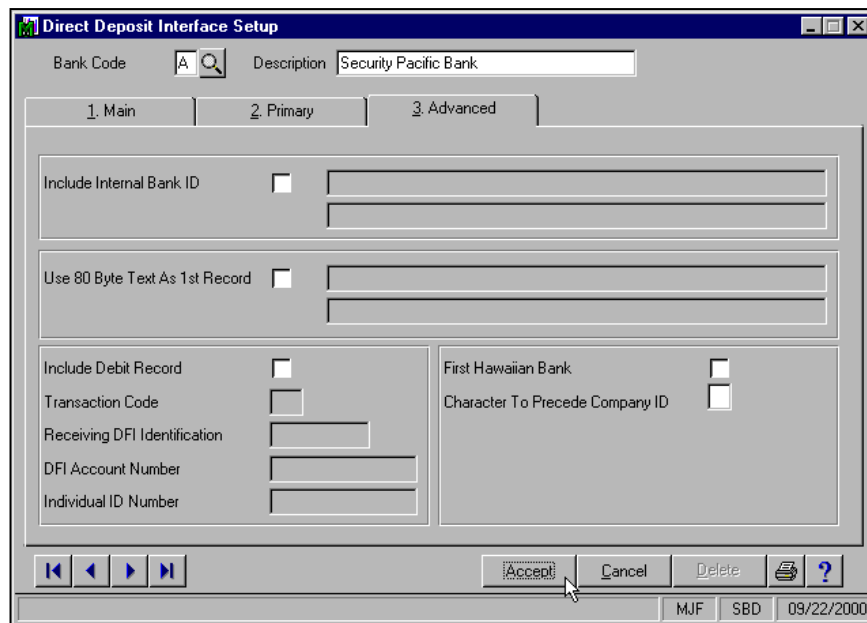 Direct Deposit Interface Setup
Bank Code A Description Security Pacific Bank
1. Main 2. Primary 3. Advanced
Include Internal Bank ID
Use 80 Byte Text As 1st Record
Include Debit Record
Transaction Code
Receiving DFI Identification
DFI Account Number
Individual ID Number
First Hawaiian Bank
Character To Precede Company ID
Accept Cancel Delete ?
MJF SBD 09/22/2000